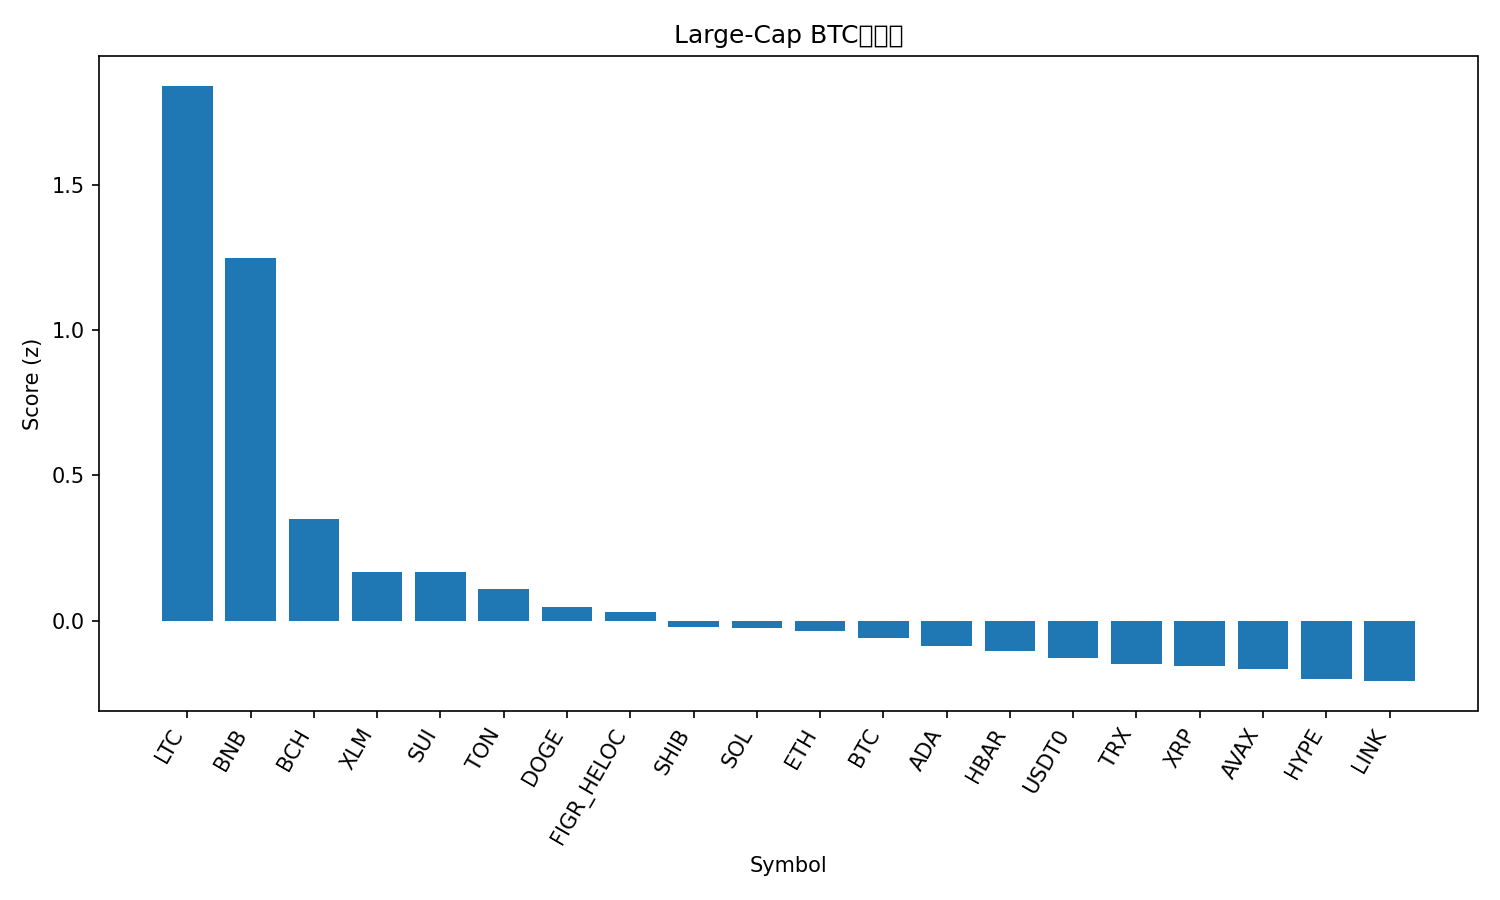 Large-Cap BTC
Score (z)
1.5
1.0
0.5
0.0
LTC
BNB
BCH
XLM
SUI
TON
DOGE
FIGR_HELOC
SHIB
SOL
ETH
BTC
ADA
HBAR
USDT0
TRX
XRP
AVAX
HYPE
LINK
Symbol